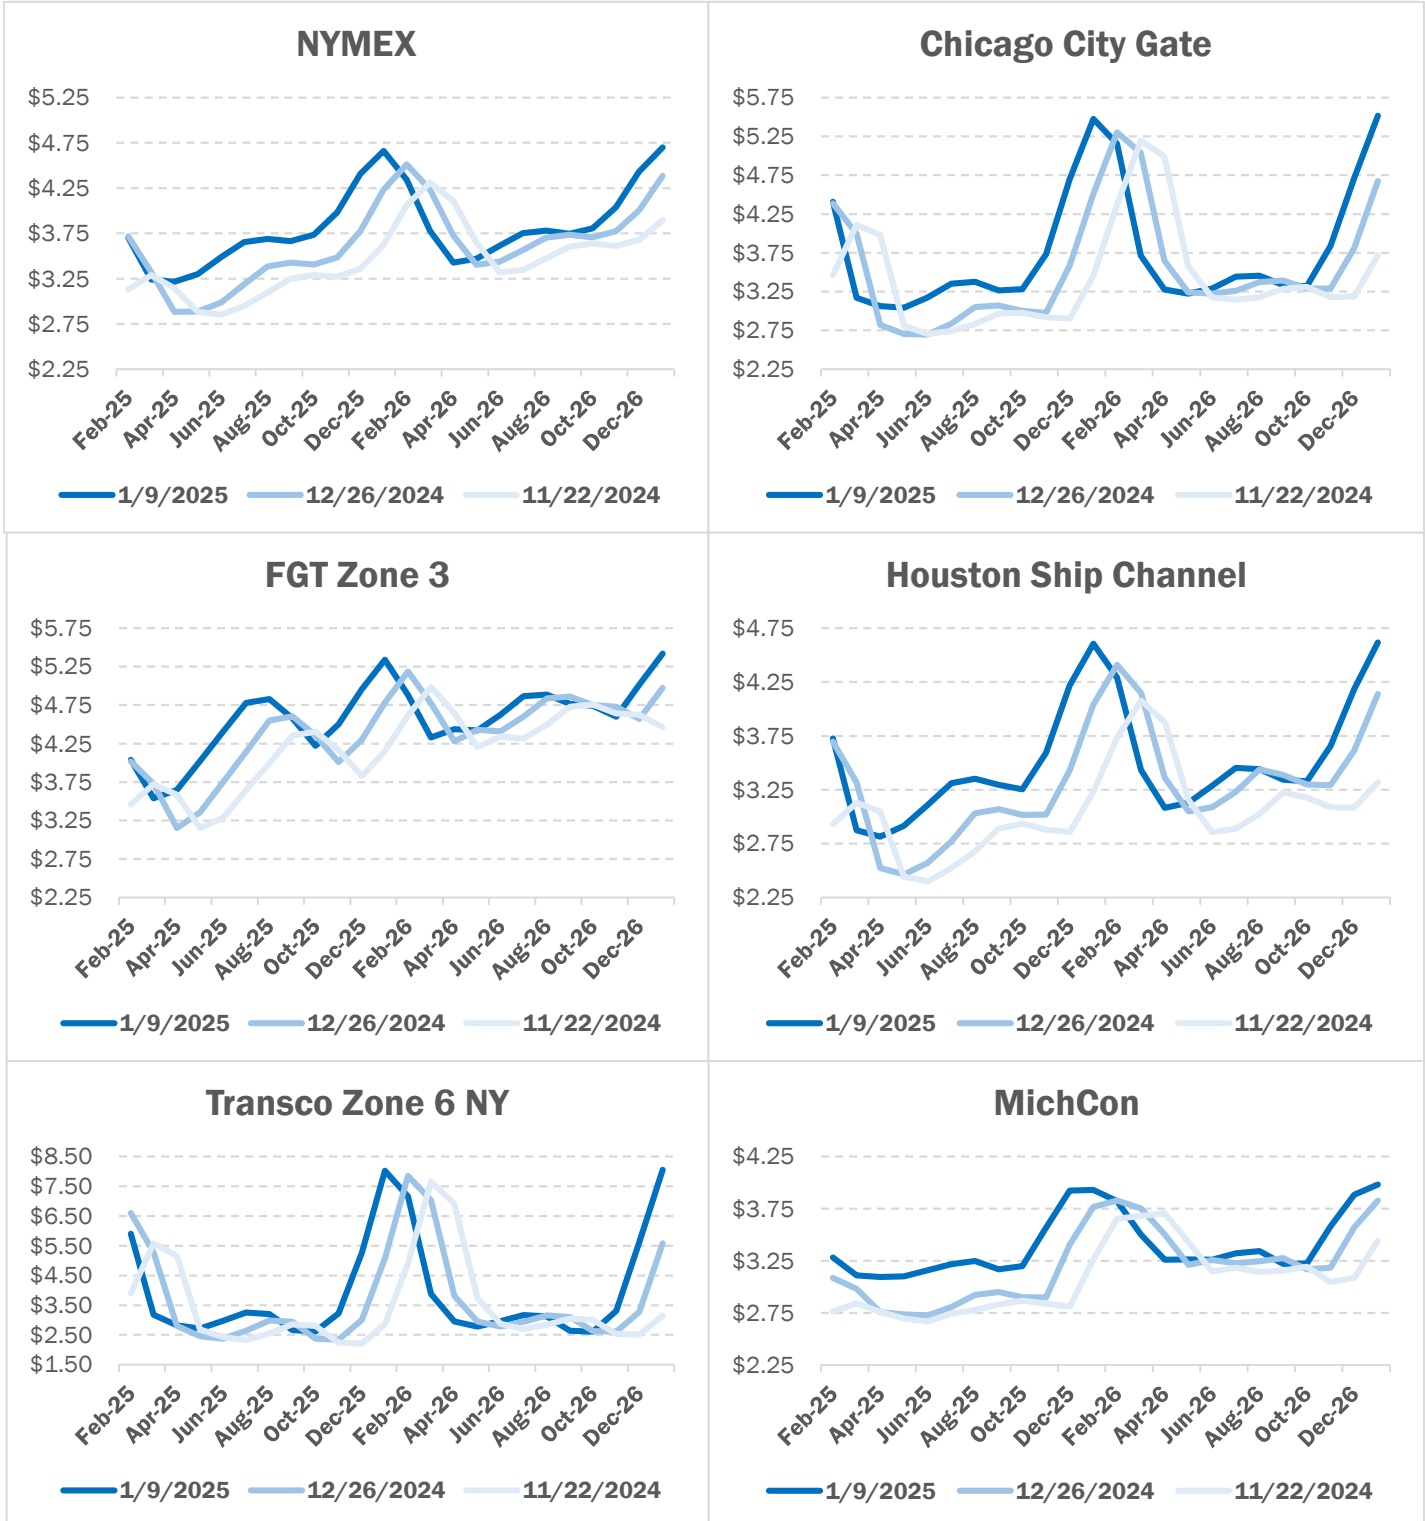 NYMEX
$5.25
$4.75
$4.25
$3.75
$3.25
$2.75
$2.25
Feb-25 Apr-25 Jun-25 Aug-25 Oct-25 Dec-25 Feb-26 Apr-26 Jun-26 Aug-26 Oct-26 Dec-26
1/9/2025 12/26/2024 11/22/2024
Chicago City Gate
$5.75
$5.25
$4.75
$4.25
$3.75
$3.25
$2.75
$2.25
Feb-25 Apr-25 Jun-25 Aug-25 Oct-25 Dec-25 Feb-26 Apr-26 Jun-26 Aug-26 Oct-26 Dec-26
1/9/2025 12/26/2024 11/22/2024
FGT Zone 3
$5.75
$5.25
$4.75
$4.25
$3.75
$3.25
$2.75
$2.25
Feb-25 Apr-25 Jun-25 Aug-25 Oct-25 Dec-25 Feb-26 Apr-26 Jun-26 Aug-26 Oct-26 Dec-26
1/9/2025 12/26/2024 11/22/2024
Houston Ship Channel
$4.75
$4.25
$3.75
$3.25
$2.75
$2.25
Feb-25 Apr-25 Jun-25 Aug-25 Oct-25 Dec-25 Feb-26 Apr-26 Jun-26 Aug-26 Oct-26 Dec-26
1/9/2025 12/26/2024 11/22/2024
Transco Zone 6 NY
$8.50
$7.50
$6.50
$5.50
$4.50
$3.50
$2.50
$1.50
Feb-25 Apr-25 Jun-25 Aug-25 Oct-25 Dec-25 Feb-26 Apr-26 Jun-26 Aug-26 Oct-26 Dec-26
1/9/2025 12/26/2024 11/22/2024
MichCon
$4.25
$3.75
$3.25
$2.75
$2.25
Feb-25 Apr-25 Jun-25 Aug-25 Oct-25 Dec-25 Feb-26 Apr-26 Jun-26 Aug-26 Oct-26 Dec-26
1/9/2025 12/26/2024 11/22/2024